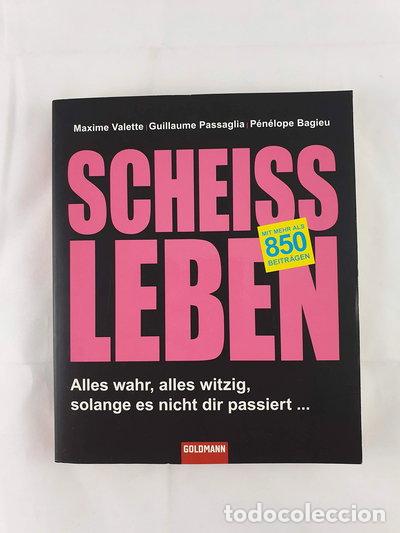 Maxime Valette | Guillaume Passaglia | Pénélope Bagieu
SCHEISS
LEBEN
MIT MEHR ALS
850
BEITRÄGEN
Alles wahr, alles witzig,
solange es nicht dir passiert ...
GOLDMANN
todocoleccion.net